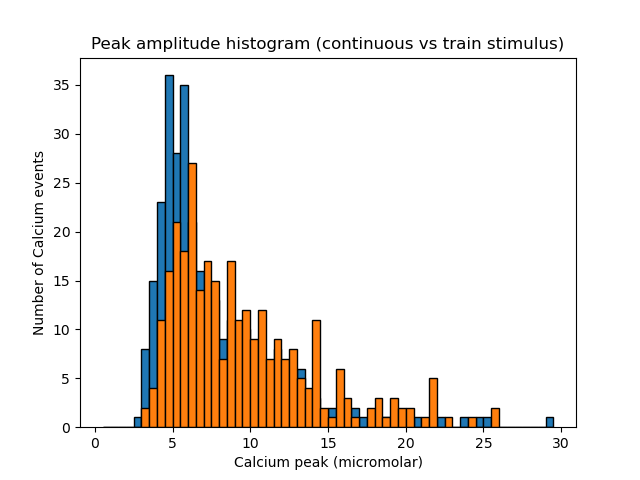 Peak amplitude histogram (continuous vs train stimulus)
35
30
25
20
15
10
5
0
Number of Calcium events
0 5 10 15 20 25 30
Calcium peak (micromolar)